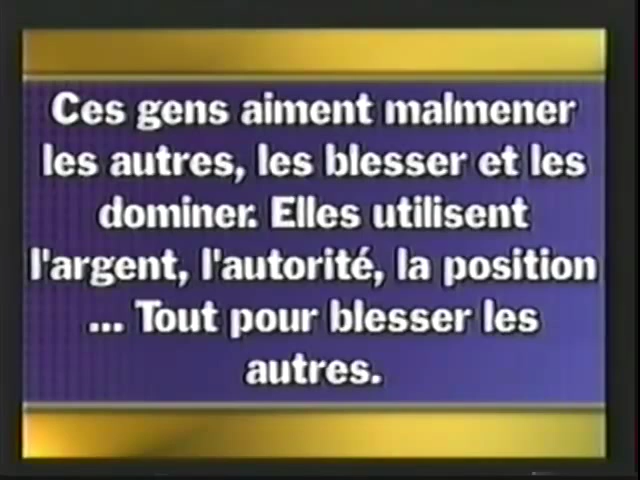 Ces gens aiment malmener
les autres, les blesser et les
dominer. Elles utilisent
l'argent, l'autorité, la position
... Tout pour blesser les
autres.